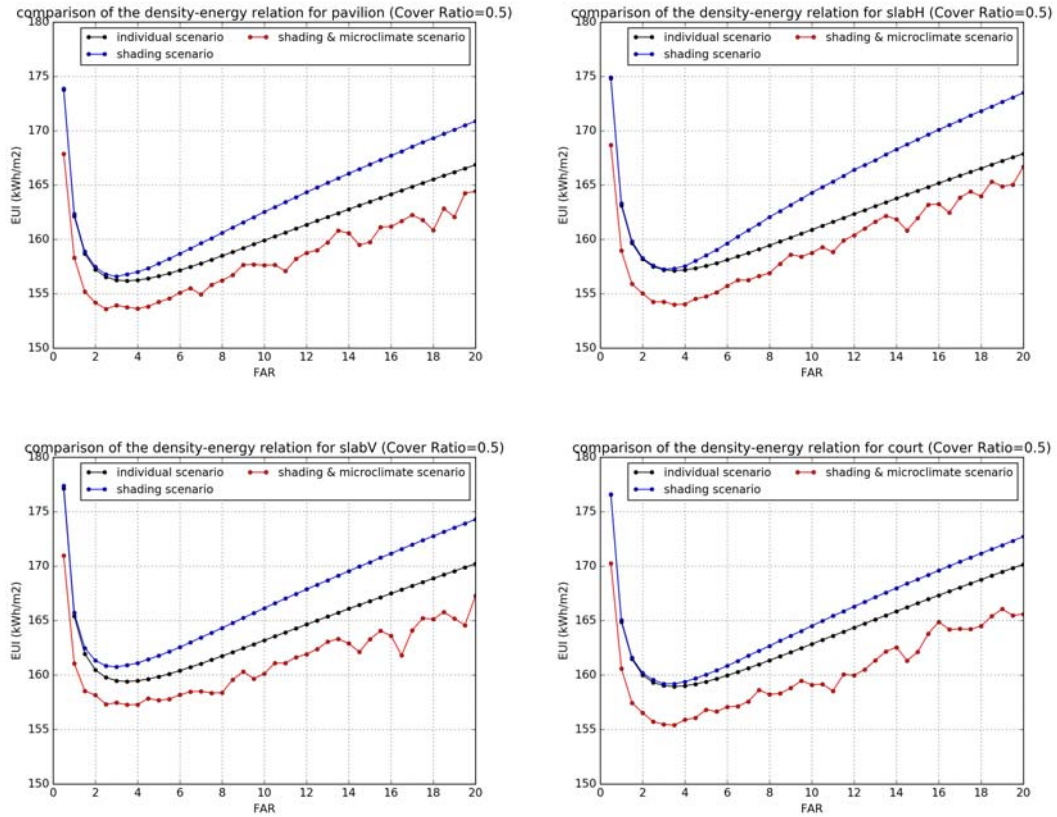 comparison of the density-energy relation for pavilion (Cover Ratio=0.5)
individual scenario
shading scenario
shading & microclimate scenario
EUI (kWh/m2)
180
175
170
165
160
155
150
0 2 4 6 8 10 12 14 16 18 20
FAR
comparison of the density-energy relation for slabH (Cover Ratio=0.5)
individual scenario
shading scenario
shading & microclimate scenario
EUI (kWh/m2)
180
175
170
165
160
155
150
0 2 4 6 8 10 12 14 16 18 20
FAR
comparison of the density-energy relation for slabV (Cover Ratio=0.5)
individual scenario
shading scenario
shading & microclimate scenario
EUI (kWh/m2)
180
175
170
165
160
155
150
0 2 4 6 8 10 12 14 16 18 20
FAR
comparison of the density-energy relation for court (Cover Ratio=0.5)
individual scenario
shading scenario
shading & microclimate scenario
EUI (kWh/m2)
180
175
170
165
160
155
150
0 2 4 6 8 10 12 14 16 18 20
FAR